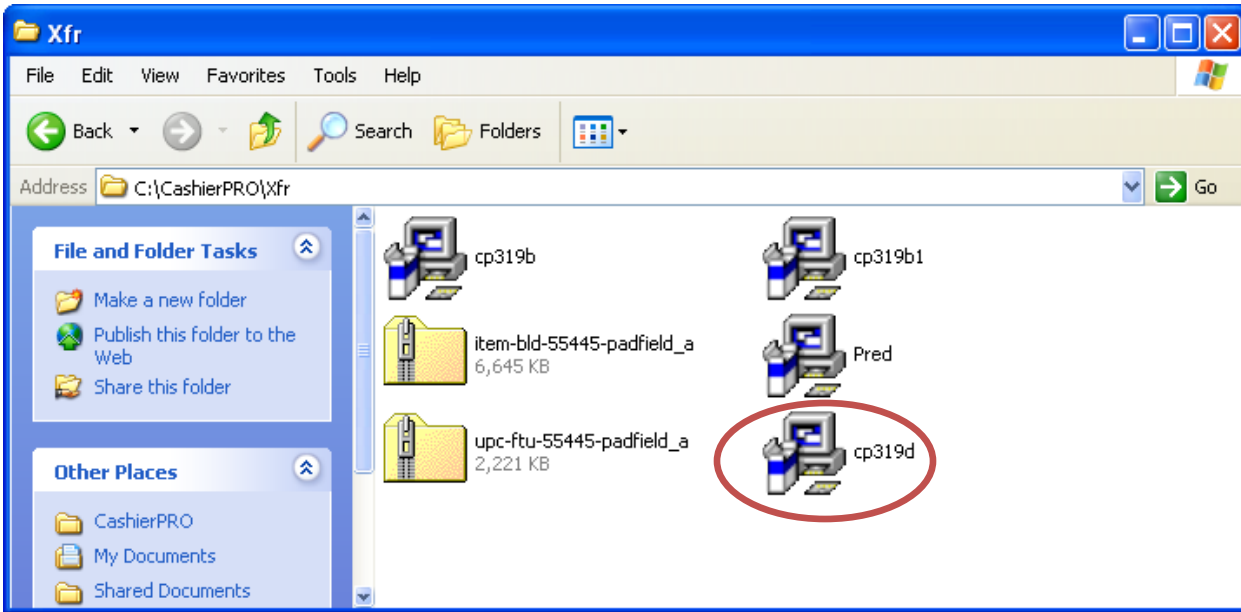 Xfr
File Edit View Favorites Tools Help
Back Search Folders
Address C:\CashierPRO\Xfr Go
File and Folder Tasks
Make a new folder
Publish this folder to the
Web
Share this folder
Other Places
CashierPRO
My Documents
Shared Documents
cp319b
cp319b1
item-bld-55445-padfield_a
6,645 KB
Pred
upc-ftu-55445-padfield_a
2,221 KB
cp319d